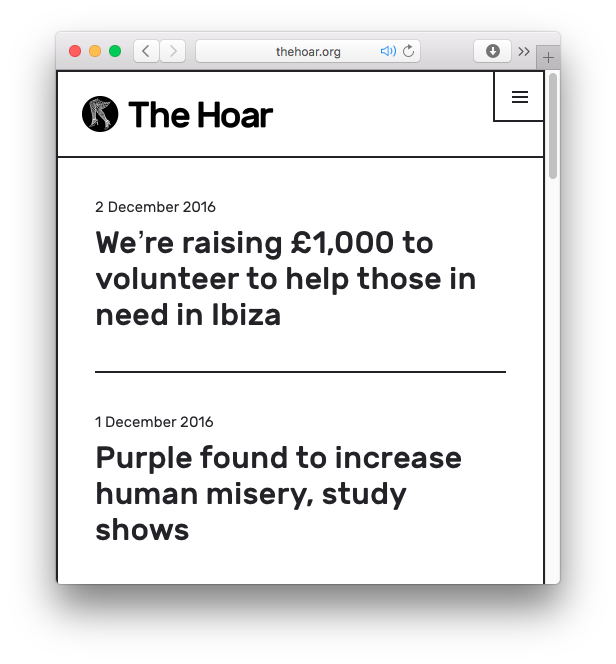 thehoar.org
The Hoar
2 December 2016
We’re raising £1,000 to
volunteer to help those in
need in Ibiza
1 December 2016
Purple found to increase
human misery, study
shows